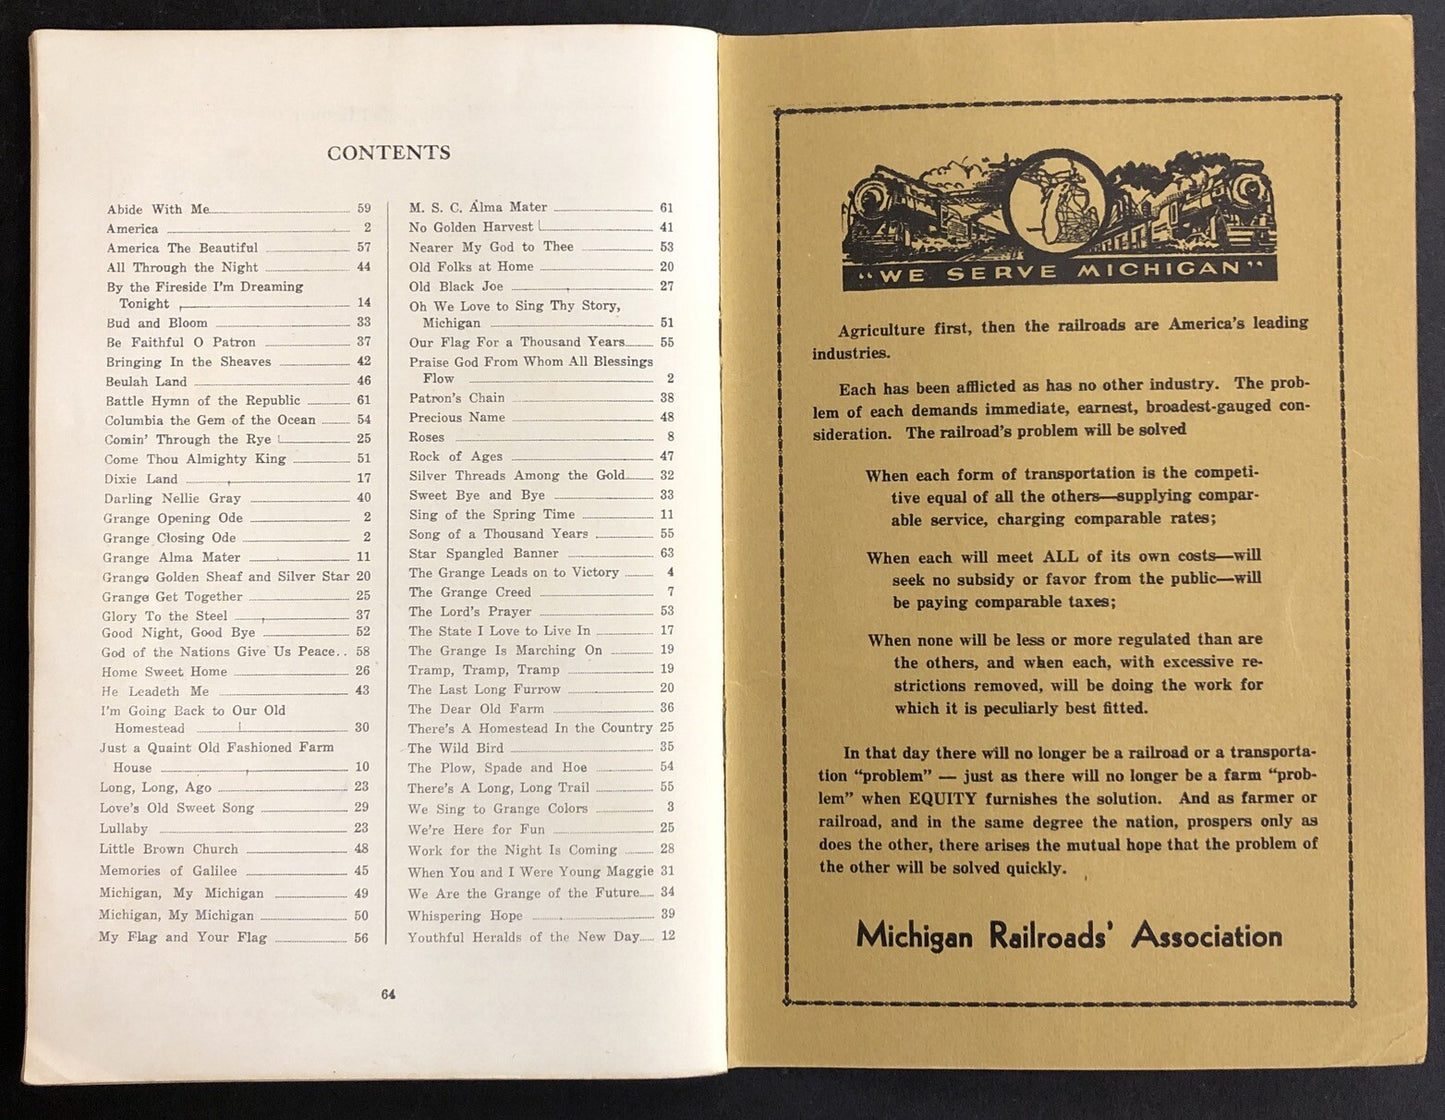 CONTENTS
Abide With Me 59
America 2
America The Beautiful 57
All Through the Night 44
By the Fireside I'm Dreaming
Tonight 14
Bud and Bloom 33
Be Faithful O Patron 37
Bringing In the Sheaves 42
Beulah Land 46
Battle Hymn of the Republic 61
Columbia the Gem of the Ocean 54
Comin' Through the Rye 25
Come Thou Almighty King 51
Dixie Land 17
Darling Nellie Gray 40
Grange Opening Ode 2
Grange Closing Ode 2
Grange Alma Mater 11
Grange Golden Sheaf and Silver Star 20
Grange Get Together 25
Glory To the Steel 37
Good Night, Good Bye 52
God of the Nations Give Us Peace.. 58
Home Sweet Home 26
He Leadeth Me 43
I'm Going Back to Our Old
Homestead 30
Just a Quaint Old Fashioned Farm
House 10
Long, Long, Ago 23
Love's Old Sweet Song 29
Lullaby 23
Little Brown Church 48
Memories of Galilee 45
Michigan, My Michigan 49
Michigan, My Michigan 50
My Flag and Your Flag 56
M. S. C. Alma Mater 61
No Golden Harvest 41
Nearer My God to Thee 53
Old Folks at Home 20
Old Black Joe 27
Oh We Love to Sing Thy Story,
Michigan 51
Our Flag For a Thousand Years 55
Praise God From Whom All Blessings
Flow 2
Patron's Chain 38
Precious Name 48
Roses 8
Rock of Ages 47
Silver Threads Among the Gold 32
Sweet Bye and Bye 33
Sing of the Spring Time 11
Song of a Thousand Years 55
Star Spangled Banner 63
The Grange Leads on to Victory 4
The Grange Creed 7
The Lord's Prayer 53
The State I Love to Live In 17
The Grange Is Marching On 19
Tramp, Tramp, Tramp 19
The Last Long Furrow 20
The Dear Old Farm 36
There's A Homestead In the Country 25
The Wild Bird 35
The Plow, Spade and Hoe 54
There's A Long, Long Trail 55
We Sing to Grange Colors 3
We're Here for Fun 25
Work for the Night Is Coming 28
When You and I Were Young Maggie 31
We Are the Grange of the Future 34
Whispering Hope 39
Youthful Heralds of the New Day 12
64
"WE SERVE MICHIGAN"
Agriculture first, then the railroads are America's leading
industries.
Each has been afflicted as has no other industry. The prob-
lem of each demands immediate, earnest, broadest-gauged con-
sideration. The railroad's problem will be solved
When each form of transportation is the competi-
tive equal of all the others—supplying compar-
able service, charging comparable rates;
When each will meet ALL of its own costs—will
seek no subsidy or favor from the public—will
be paying comparable taxes;
When none will be less or more regulated than are
the others, and when each, with excessive re-
strictions removed, will be doing the work for
which it is peculiarly best fitted.
In that day there will no longer be a railroad or a transporta-
tion "problem" — just as there will no longer be a farm "prob-
lem" when EQUITY furnishes the solution. And as farmer or
railroad, and in the same degree the nation, prospers only as
does the other, there arises the mutual hope that the problem of
the other will be solved quickly.
Michigan Railroads' Association